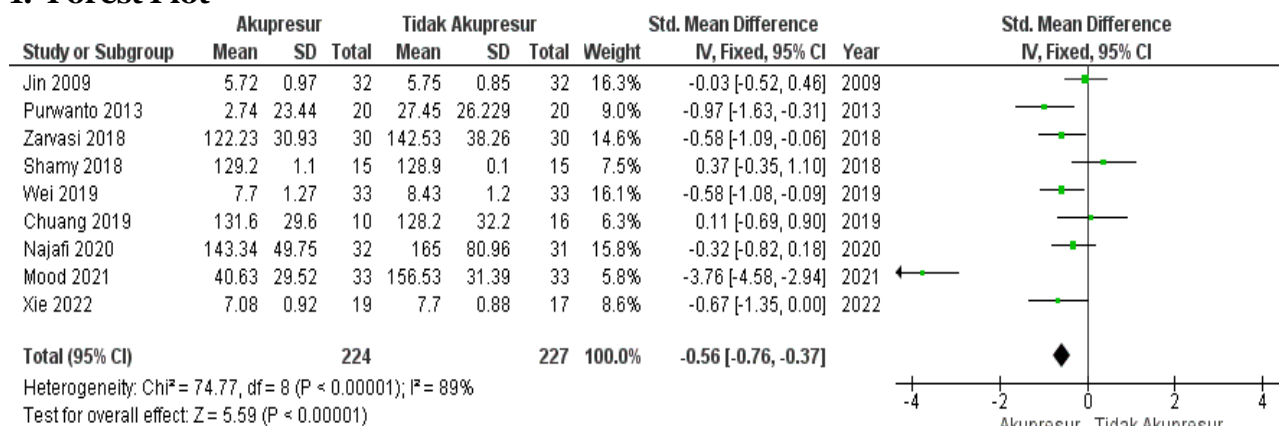 1. Forest Plot
Akupresur Tidak Akupresur Std. Mean Difference Std. Mean Difference
Study or Subgroup Mean SD Total Mean SD Total Weight IV, Fixed, 95% CI Year IV, Fixed, 95% CI
Jin 2009 5.72 0.97 32 5.75 0.85 32 16.3% -0.03 [-0.52, 0.46] 2009
Purwanto 2013 2.74 23.44 20 27.45 26.229 20 9.0% -0.97 [-1.63, -0.31] 2013
Zarvasi 2018 122.23 30.93 30 142.53 38.26 30 14.6% -0.58 [-1.09, -0.06] 2018
Shamy 2018 129.2 1.1 15 128.9 0.1 15 7.5% 0.37 [-0.35, 1.10] 2018
Wei 2019 7.7 1.27 33 8.43 1.2 33 16.1% -0.58 [-1.08, -0.09] 2019
Chuang 2019 131.6 29.6 10 128.2 32.2 16 6.3% 0.11 [-0.69, 0.90] 2019
Najafi 2020 143.34 49.75 32 165 80.96 31 15.8% -0.32 [-0.82, 0.18] 2020
Mood 2021 40.63 29.52 33 156.53 31.39 33 5.8% -3.76 [-4.58, -2.94] 2021
Xie 2022 7.08 0.92 19 7.7 0.88 17 8.6% -0.67 [-1.35, 0.00] 2022
Total (95% CI) 224 227 100.0% -0.56 [-0.76, -0.37]
Heterogeneity: Chi² = 74.77, df = 8 (P < 0.00001); I² = 89%
Test for overall effect: Z = 5.59 (P < 0.00001)
-4 -2 0 2 4
Akupresur Tidak Akupresur